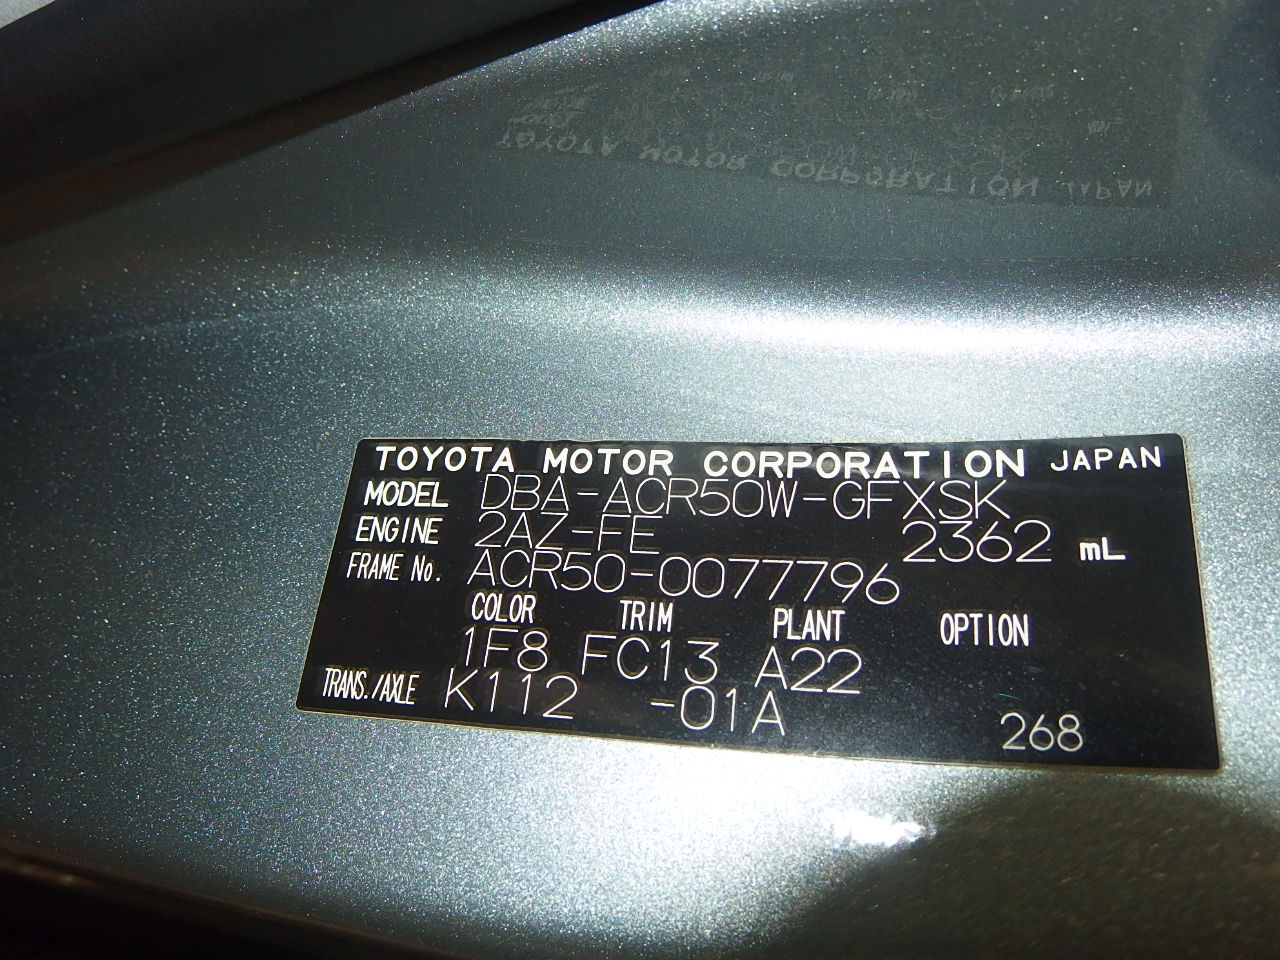 TOYOTA MOTOR CORPORATION JAPAN
MODEL DBA-ACR50W-GFXSK
ENGINE 2AZ-FE 2362 mL
FRAME No. ACR50-0077796
COLOR TRIM PLANT OPTION
1F8 FC13 A22
TRANS./AXLE K112 -01A
268